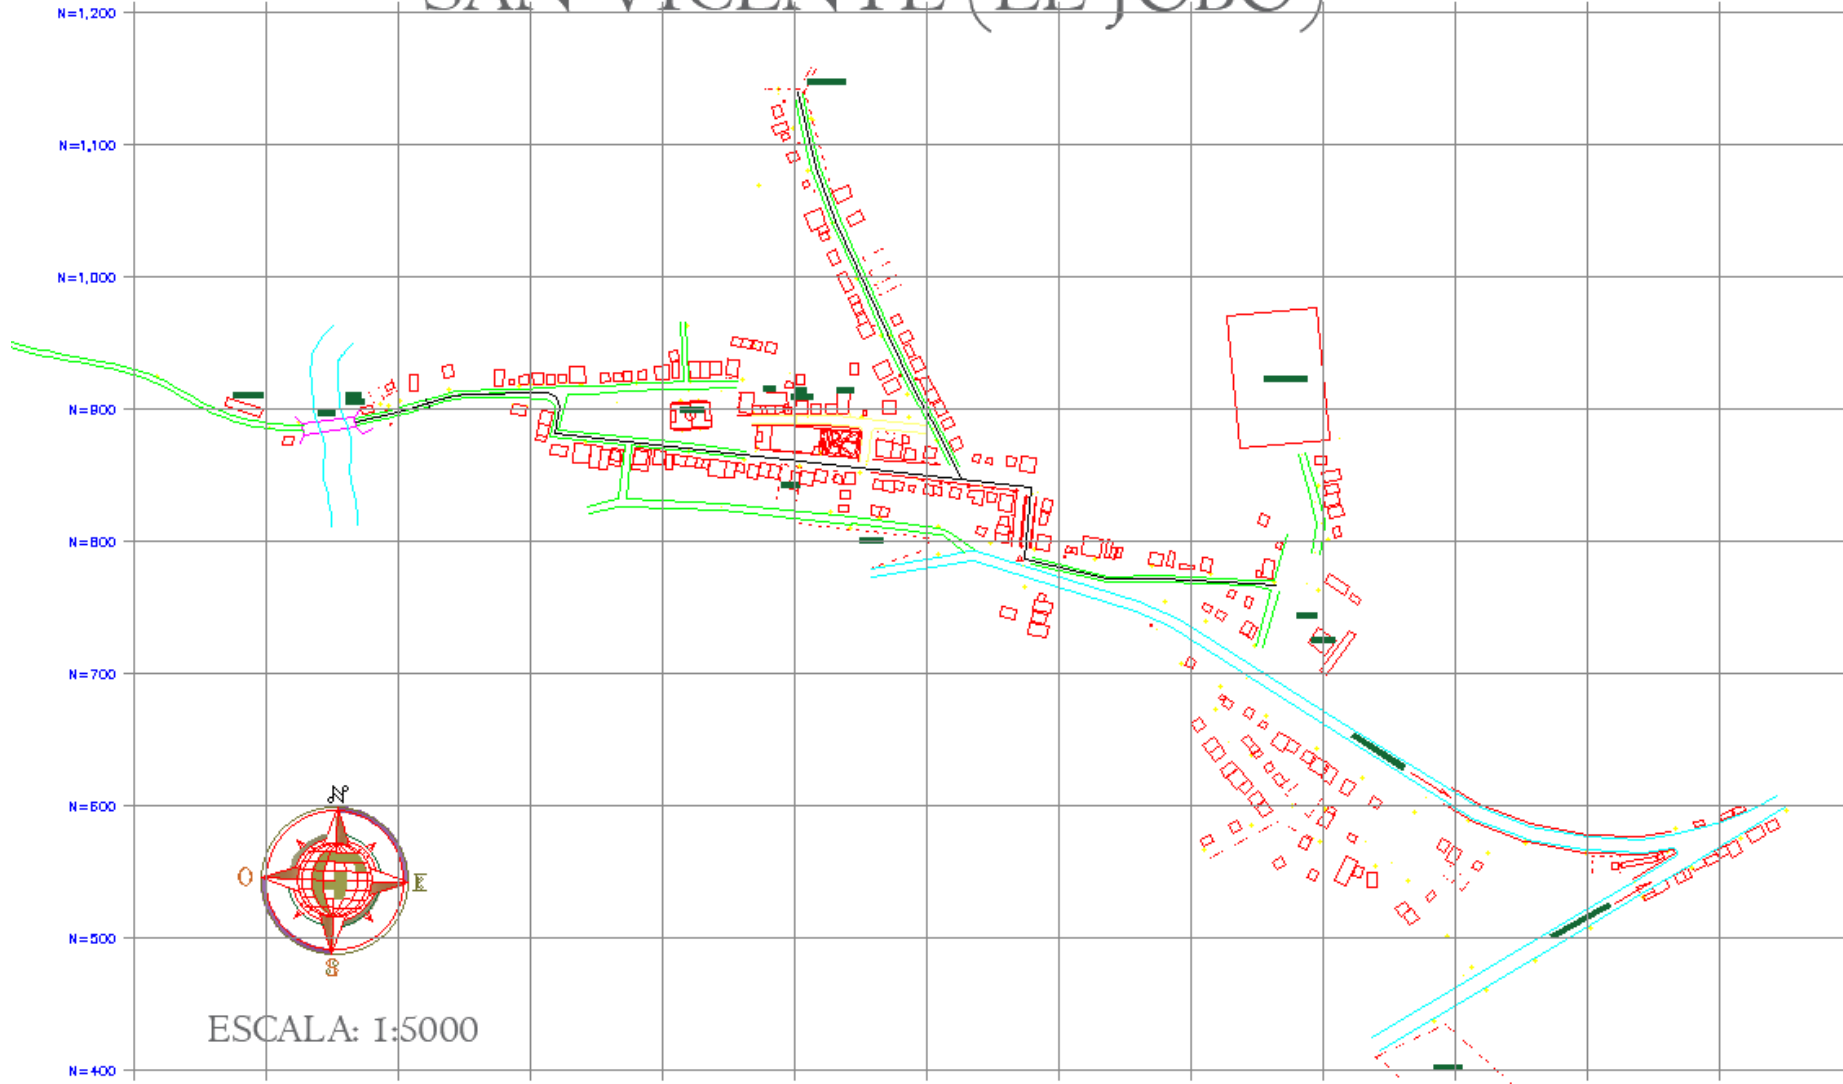 SAN VICENTE (EL JOBO)
N=1,200
N=1,100
N=1,000
N=900
N=800
N=700
N=600
N=500
N=400
N
O
E
S
ESCALA: 1:5000